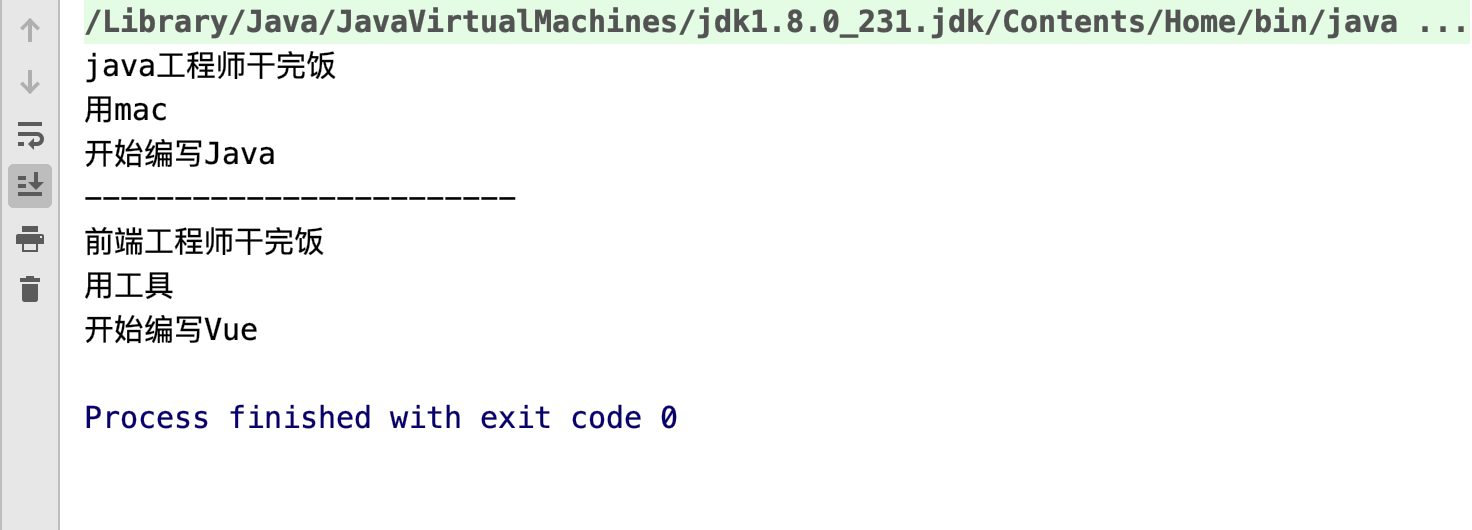 /Library/Java/JavaVirtualMachines/jdk1.8.0_231.jdk/Contents/Home/bin/java ...
java工程师干完饭
用mac
开始编写Java
------------------------
前端工程师干完饭
用工具
开始编写Vue
Process finished with exit code 0